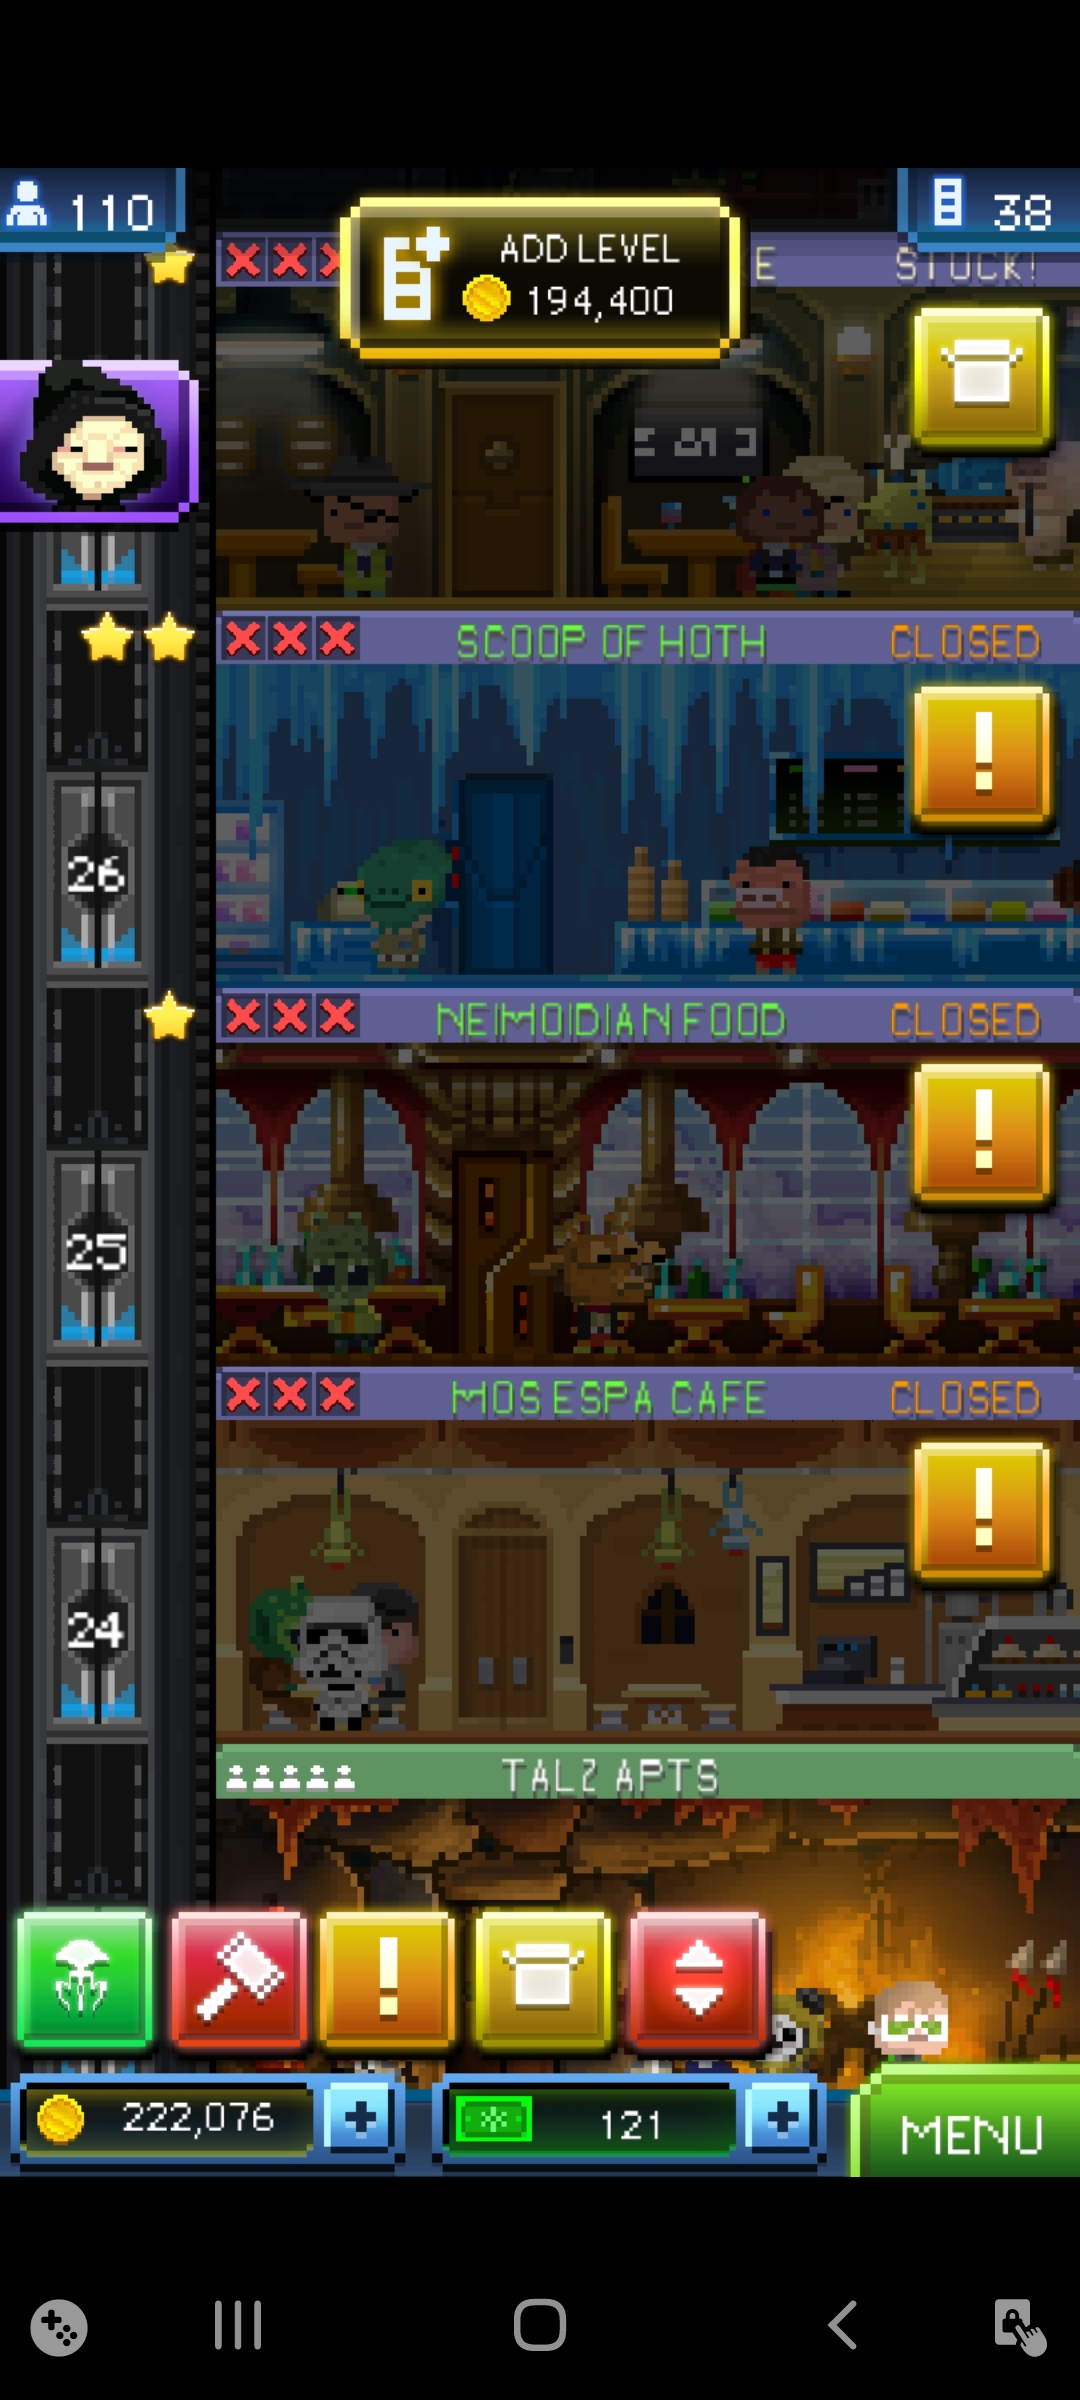 110
ADD LEVEL
194,400
38
E STOCK!
SCOOP OF HOTH CLOSED
26
NEIMOIDIAN FOOD CLOSED
25
MOS ESPA CAFE CLOSED
24
TALZ APTS
222,076
121
MENU